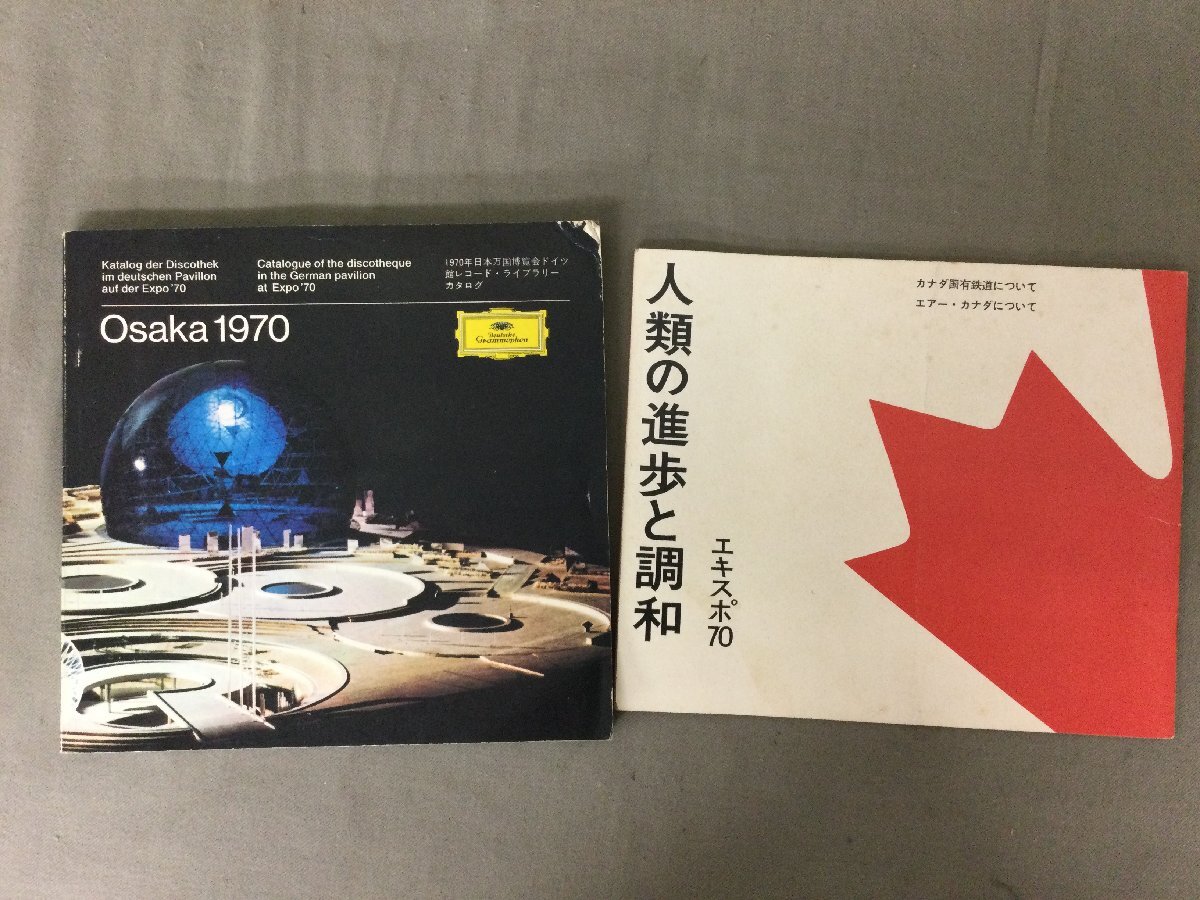 Katalog der Discothek
im deutschen Pavillon
auf der Expo '70
Catalogue of the discotheque
in the German pavilion
at Expo '70
1970年日本万国博覧会ドイツ
館レコード・ライブラリー
カタログ
Osaka 1970
Deutsche
Grammophon
人類の進歩と調和
エキスポ70
カナダ国有鉄道について
エアー・カナダについて